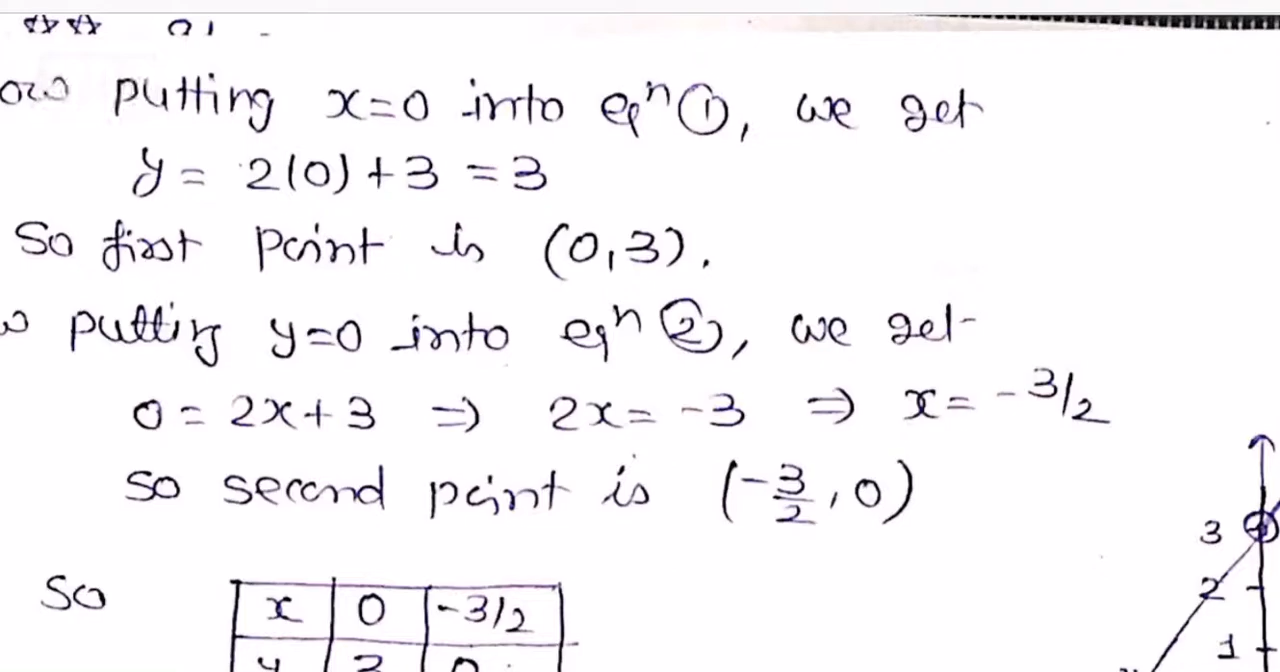 putting x=0 into eqⁿ ①, we get
y = 2(0) + 3 = 3
So first point is (0,3).
putting y=0 into eqⁿ ②, we get
0 = 2x + 3 ⇒ 2x = -3 ⇒ x = -3/2
so second point is (-3/2, 0)
3
2
So
x 0 -3/2
1